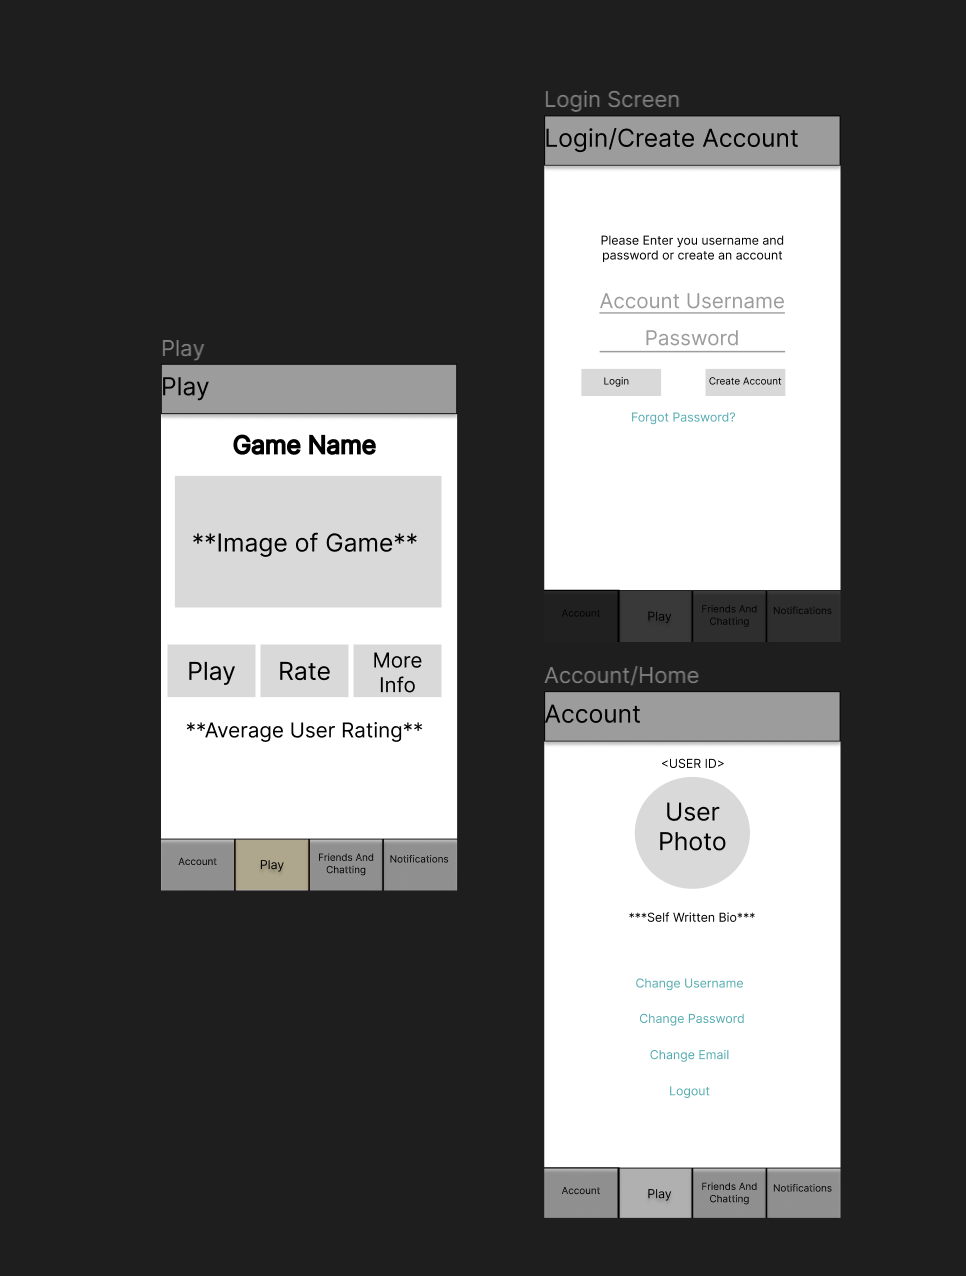 Login Screen
Login/Create Account
Please Enter you username and
password or create an account
Account Username
Password
Login
Create Account
Forgot Password?
Account
Play
Friends And
Chatting
Notifications
Play
Play
Game Name
**Image of Game**
Play
Rate
More
Info
**Average User Rating**
Account
Play
Friends And
Chatting
Notifications
Account/Home
Account
<USER ID>
User
Photo
***Self Written Bio***
Change Username
Change Password
Change Email
Logout
Account
Play
Friends And
Chatting
Notifications